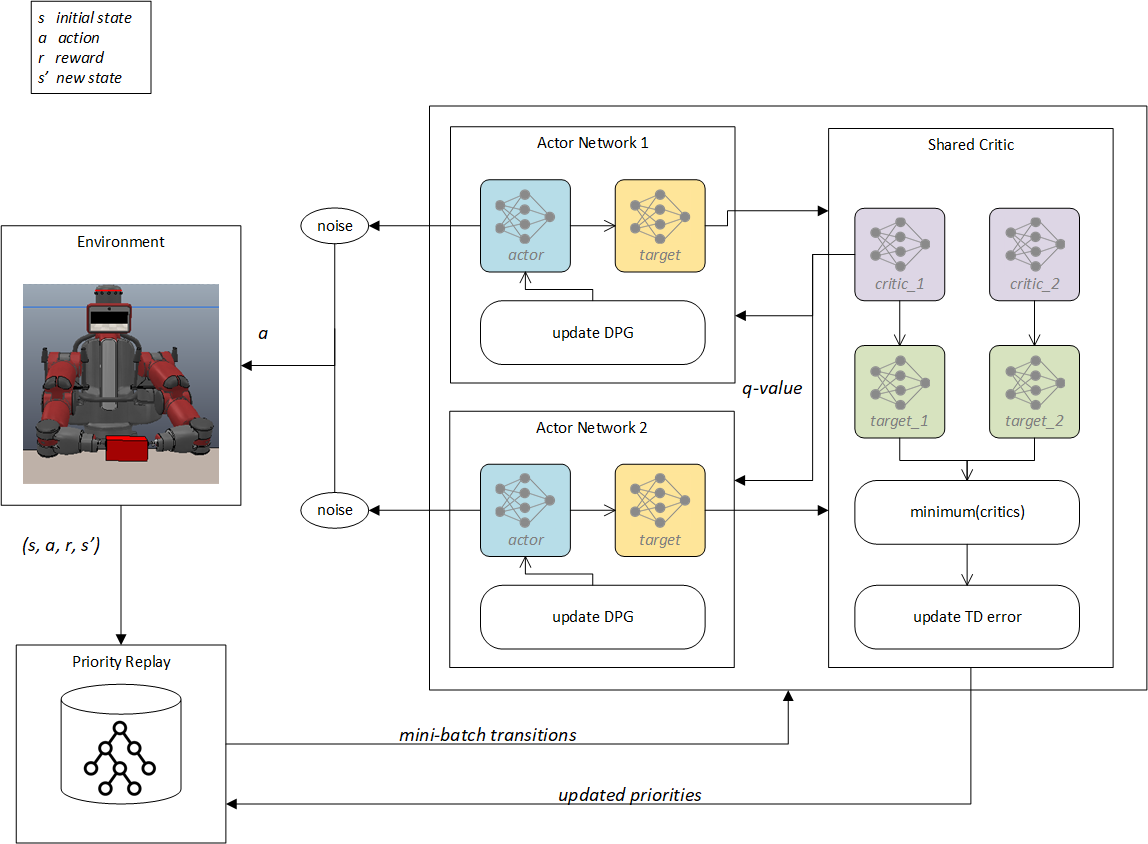 s initial state
a action
r reward
s’ new state
Actor Network 1
Shared Critic
actor
target
noise
critic_1
critic_2
Environment
update DPG
a
q-value
target_1
target_2
Actor Network 2
actor
target
noise
minimum(critics)
(s, a, r, s’)
update DPG
update TD error
Priority Replay
mini-batch transitions
updated priorities